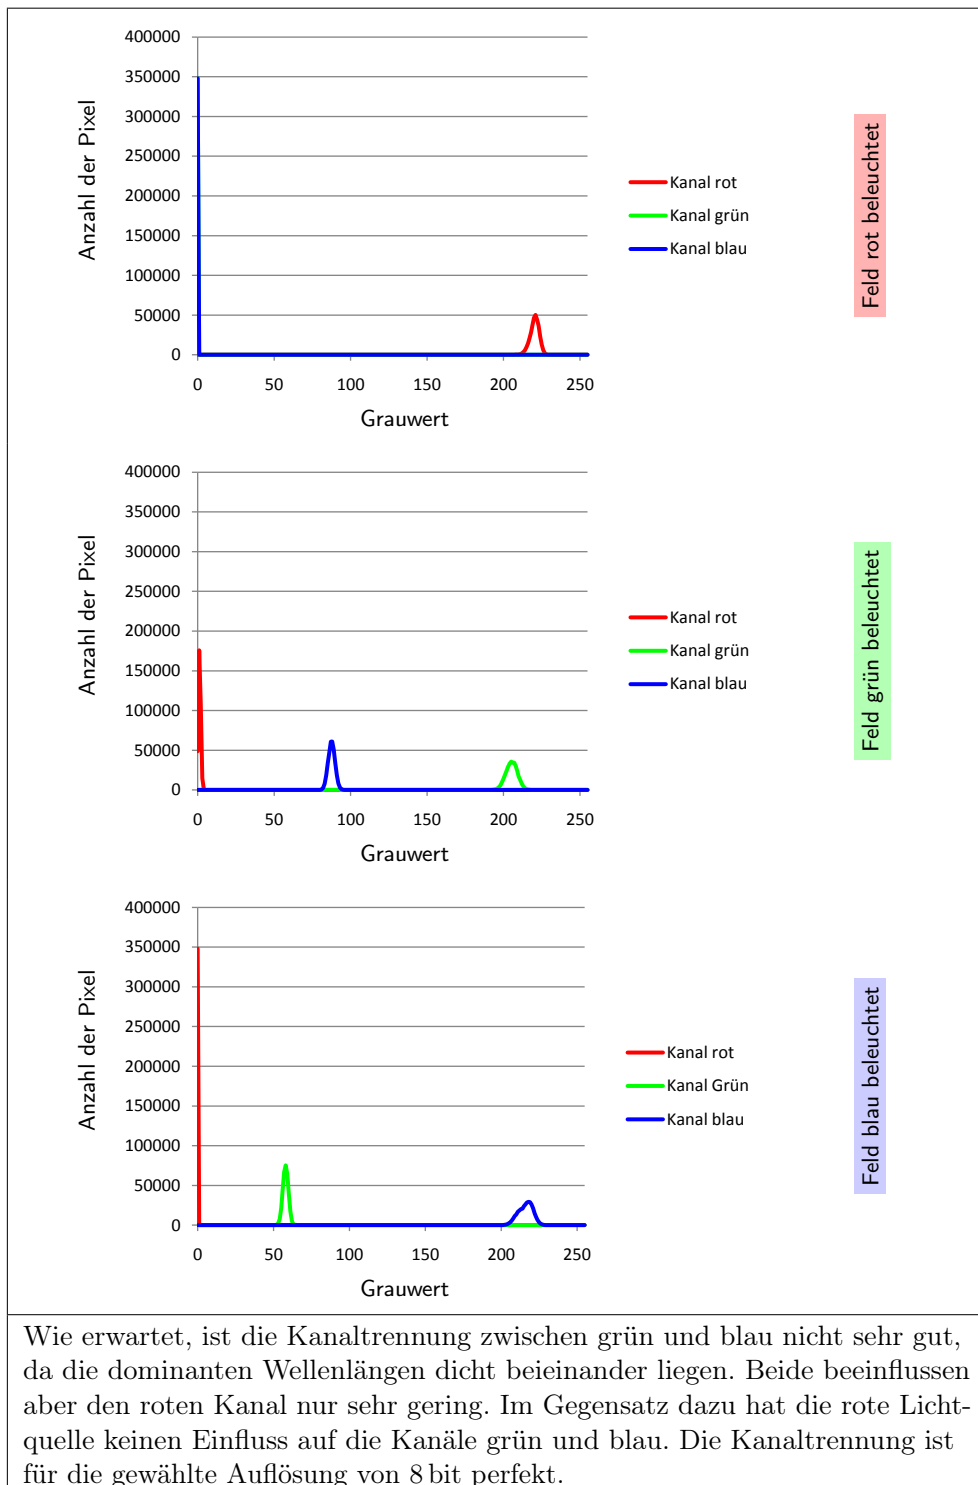 400000
350000
300000
250000
200000
150000
100000
50000
0
Anzahl der Pixel
0 50 100 150 200 250
Grauwert
Kanal rot
Kanal grün
Kanal blau
Feld rot beleuchtet
400000
350000
300000
250000
200000
150000
100000
50000
0
Anzahl der Pixel
0 50 100 150 200 250
Grauwert
Kanal rot
Kanal grün
Kanal blau
Feld grün beleuchtet
400000
350000
300000
250000
200000
150000
100000
50000
0
Anzahl der Pixel
0 50 100 150 200 250
Grauwert
Kanal rot
Kanal Grün
Kanal blau
Feld blau beleuchtet
Wie erwartet, ist die Kanaltrennung zwischen grün und blau nicht sehr gut,
da die dominanten Wellenlängen dicht beieinander liegen. Beide beeinflussen
aber den roten Kanal nur sehr gering. Im Gegensatz dazu hat die rote Licht-
quelle keinen Einfluss auf die Kanäle grün und blau. Die Kanaltrennung ist
für die gewählte Auflösung von 8 bit perfekt.